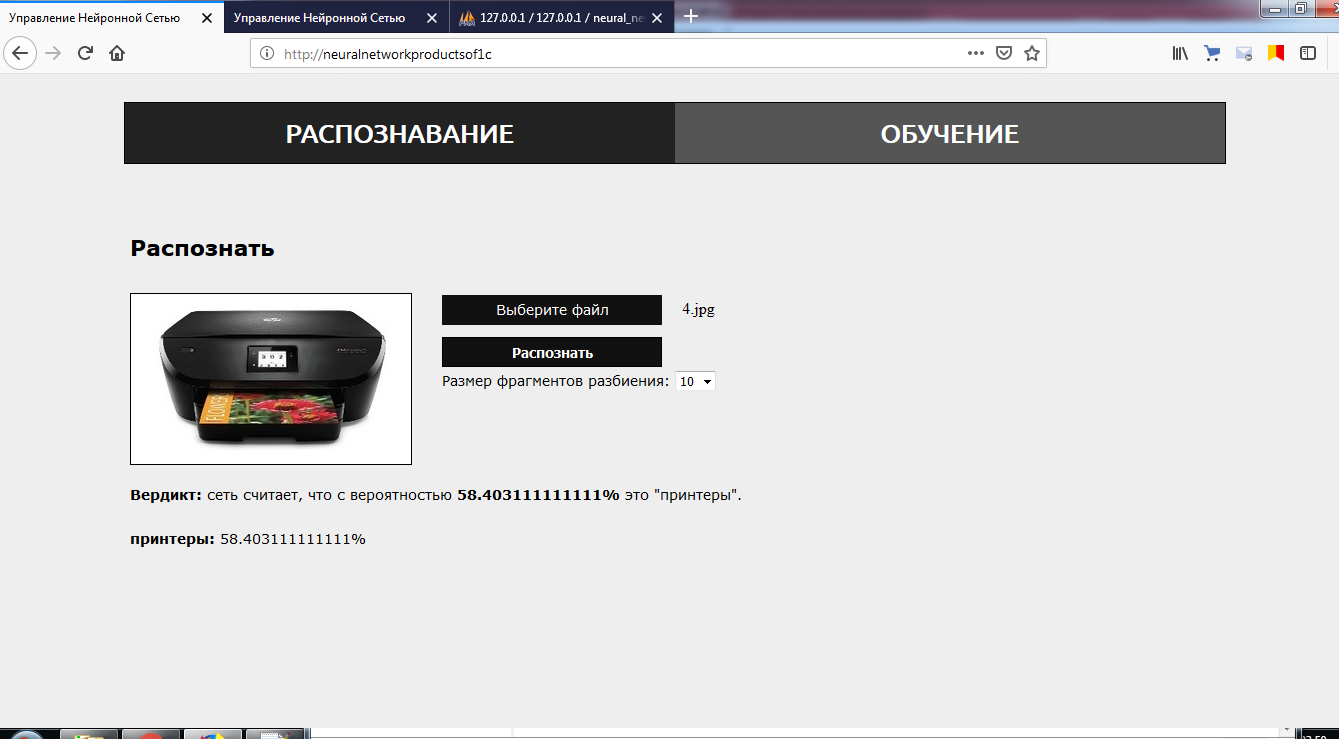 Управление Нейронной Сетью
Управление Нейронной Сетью
127.0.0.1 / 127.0.0.1 / neural_ne
http://neuralnetworkproductsof1c
РАСПОЗНАВАНИЕ
ОБУЧЕНИЕ
Распознать
Выберите файл
4.jpg
Распознать
Размер фрагментов разбиения: 10
FLOWER
Вердикт: сеть считает, что с вероятностью 58.403111111111% это "принтеры".
принтеры: 58.403111111111%